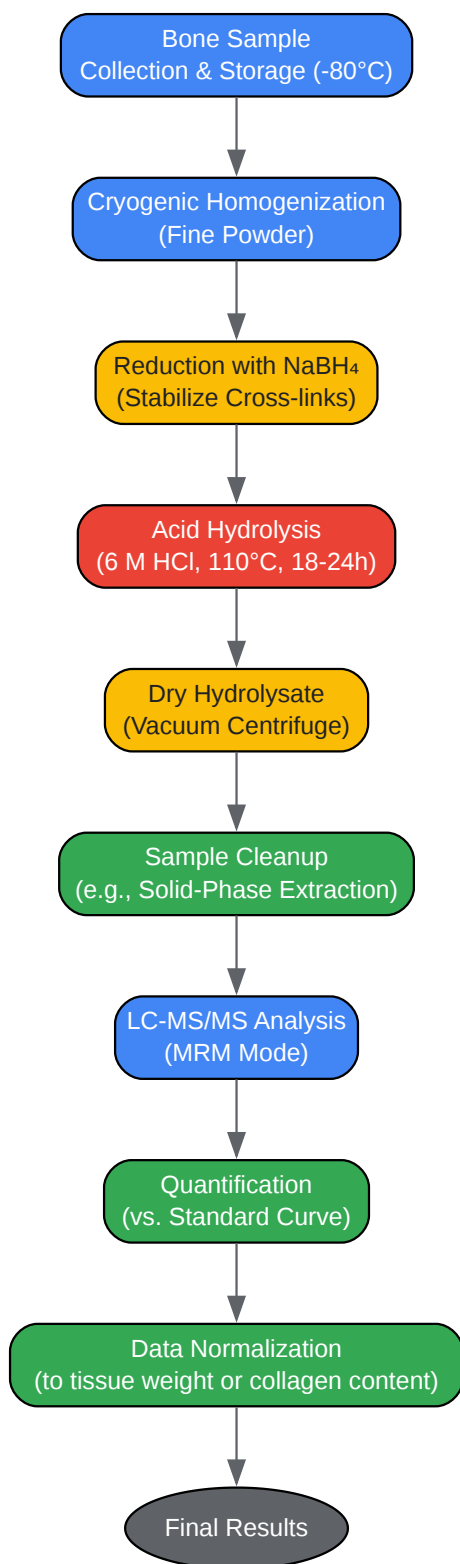 Bone Sample
Collection & Storage (-80°C)
Cryogenic Homogenization
(Fine Powder)
Reduction with NaBH₄
(Stabilize Cross-links)
Acid Hydrolysis
(6 M HCl, 110°C, 18-24h)
Dry Hydrolysate
(Vacuum Centrifuge)
Sample Cleanup
(e.g., Solid-Phase Extraction)
LC-MS/MS Analysis
(MRM Mode)
Quantification
(vs. Standard Curve)
Data Normalization
(to tissue weight or collagen content)
Final Results